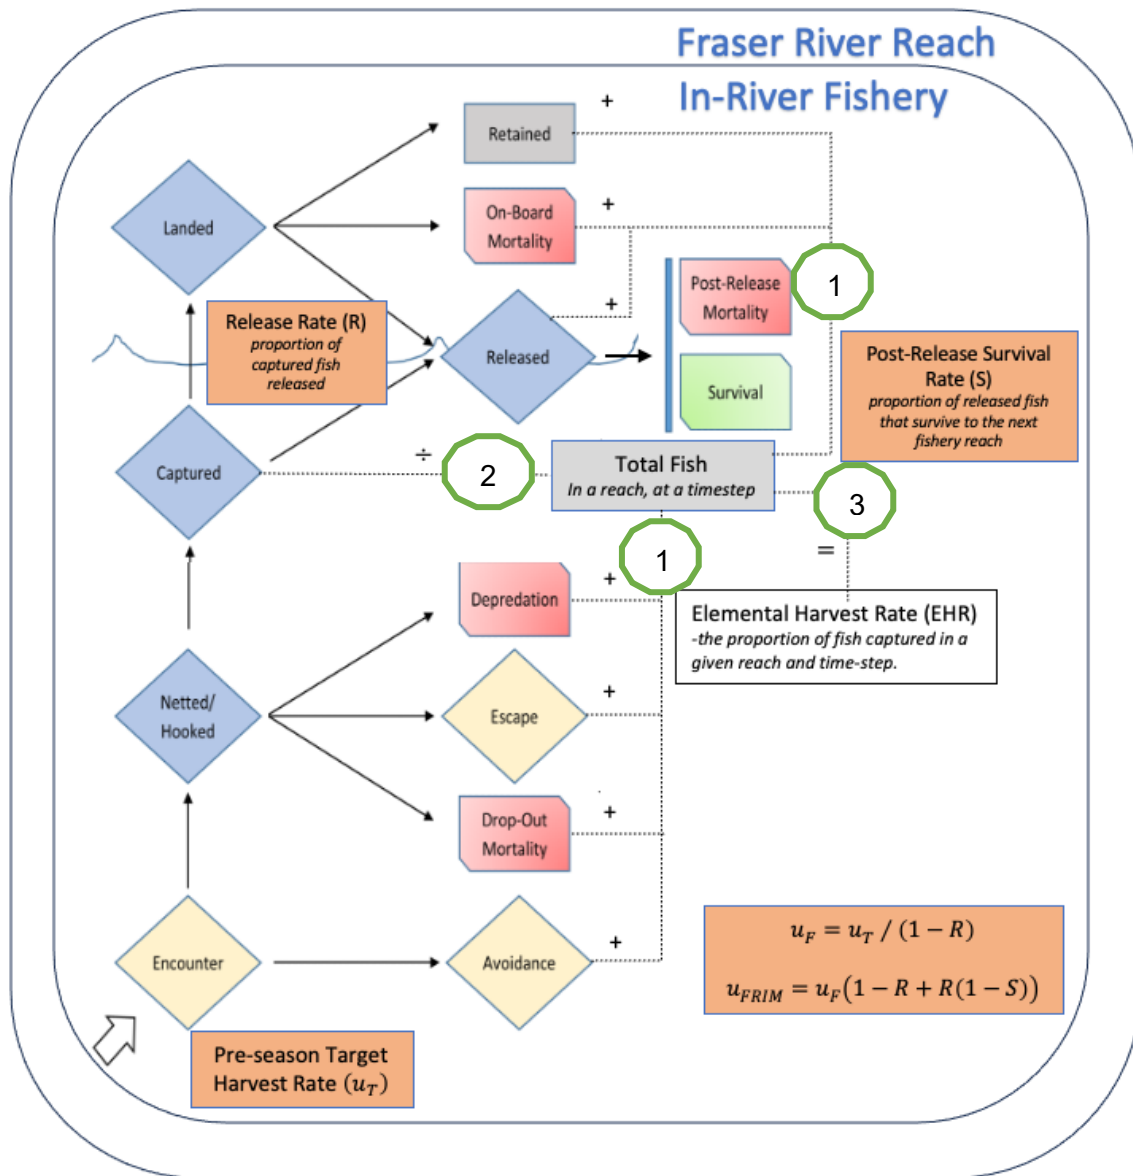 Fraser River Reach
In-River Fishery
+
Retained
On-Board
Mortality
+
Landed
Post-Release
Mortality
1
+
Release Rate (R)
proportion of
captured fish
released
Released
Survival
Post-Release Survival
Rate (S)
proportion of released fish
that survive to the next
fishery reach
Captured
÷
2
Total Fish
In a reach, at a timestep
3
1
=
Depredation
+
Elemental Harvest Rate (EHR)
-the proportion of fish captured in a
given reach and time-step.
Netted/
Hooked
Escape
+
Drop-Out
Mortality
+
Encounter
Avoidance
+
u_F = u_T / (1 − R)
u_FRIM = u_F(1 − R + R(1 − S))
Pre-season Target
Harvest Rate (u_T)